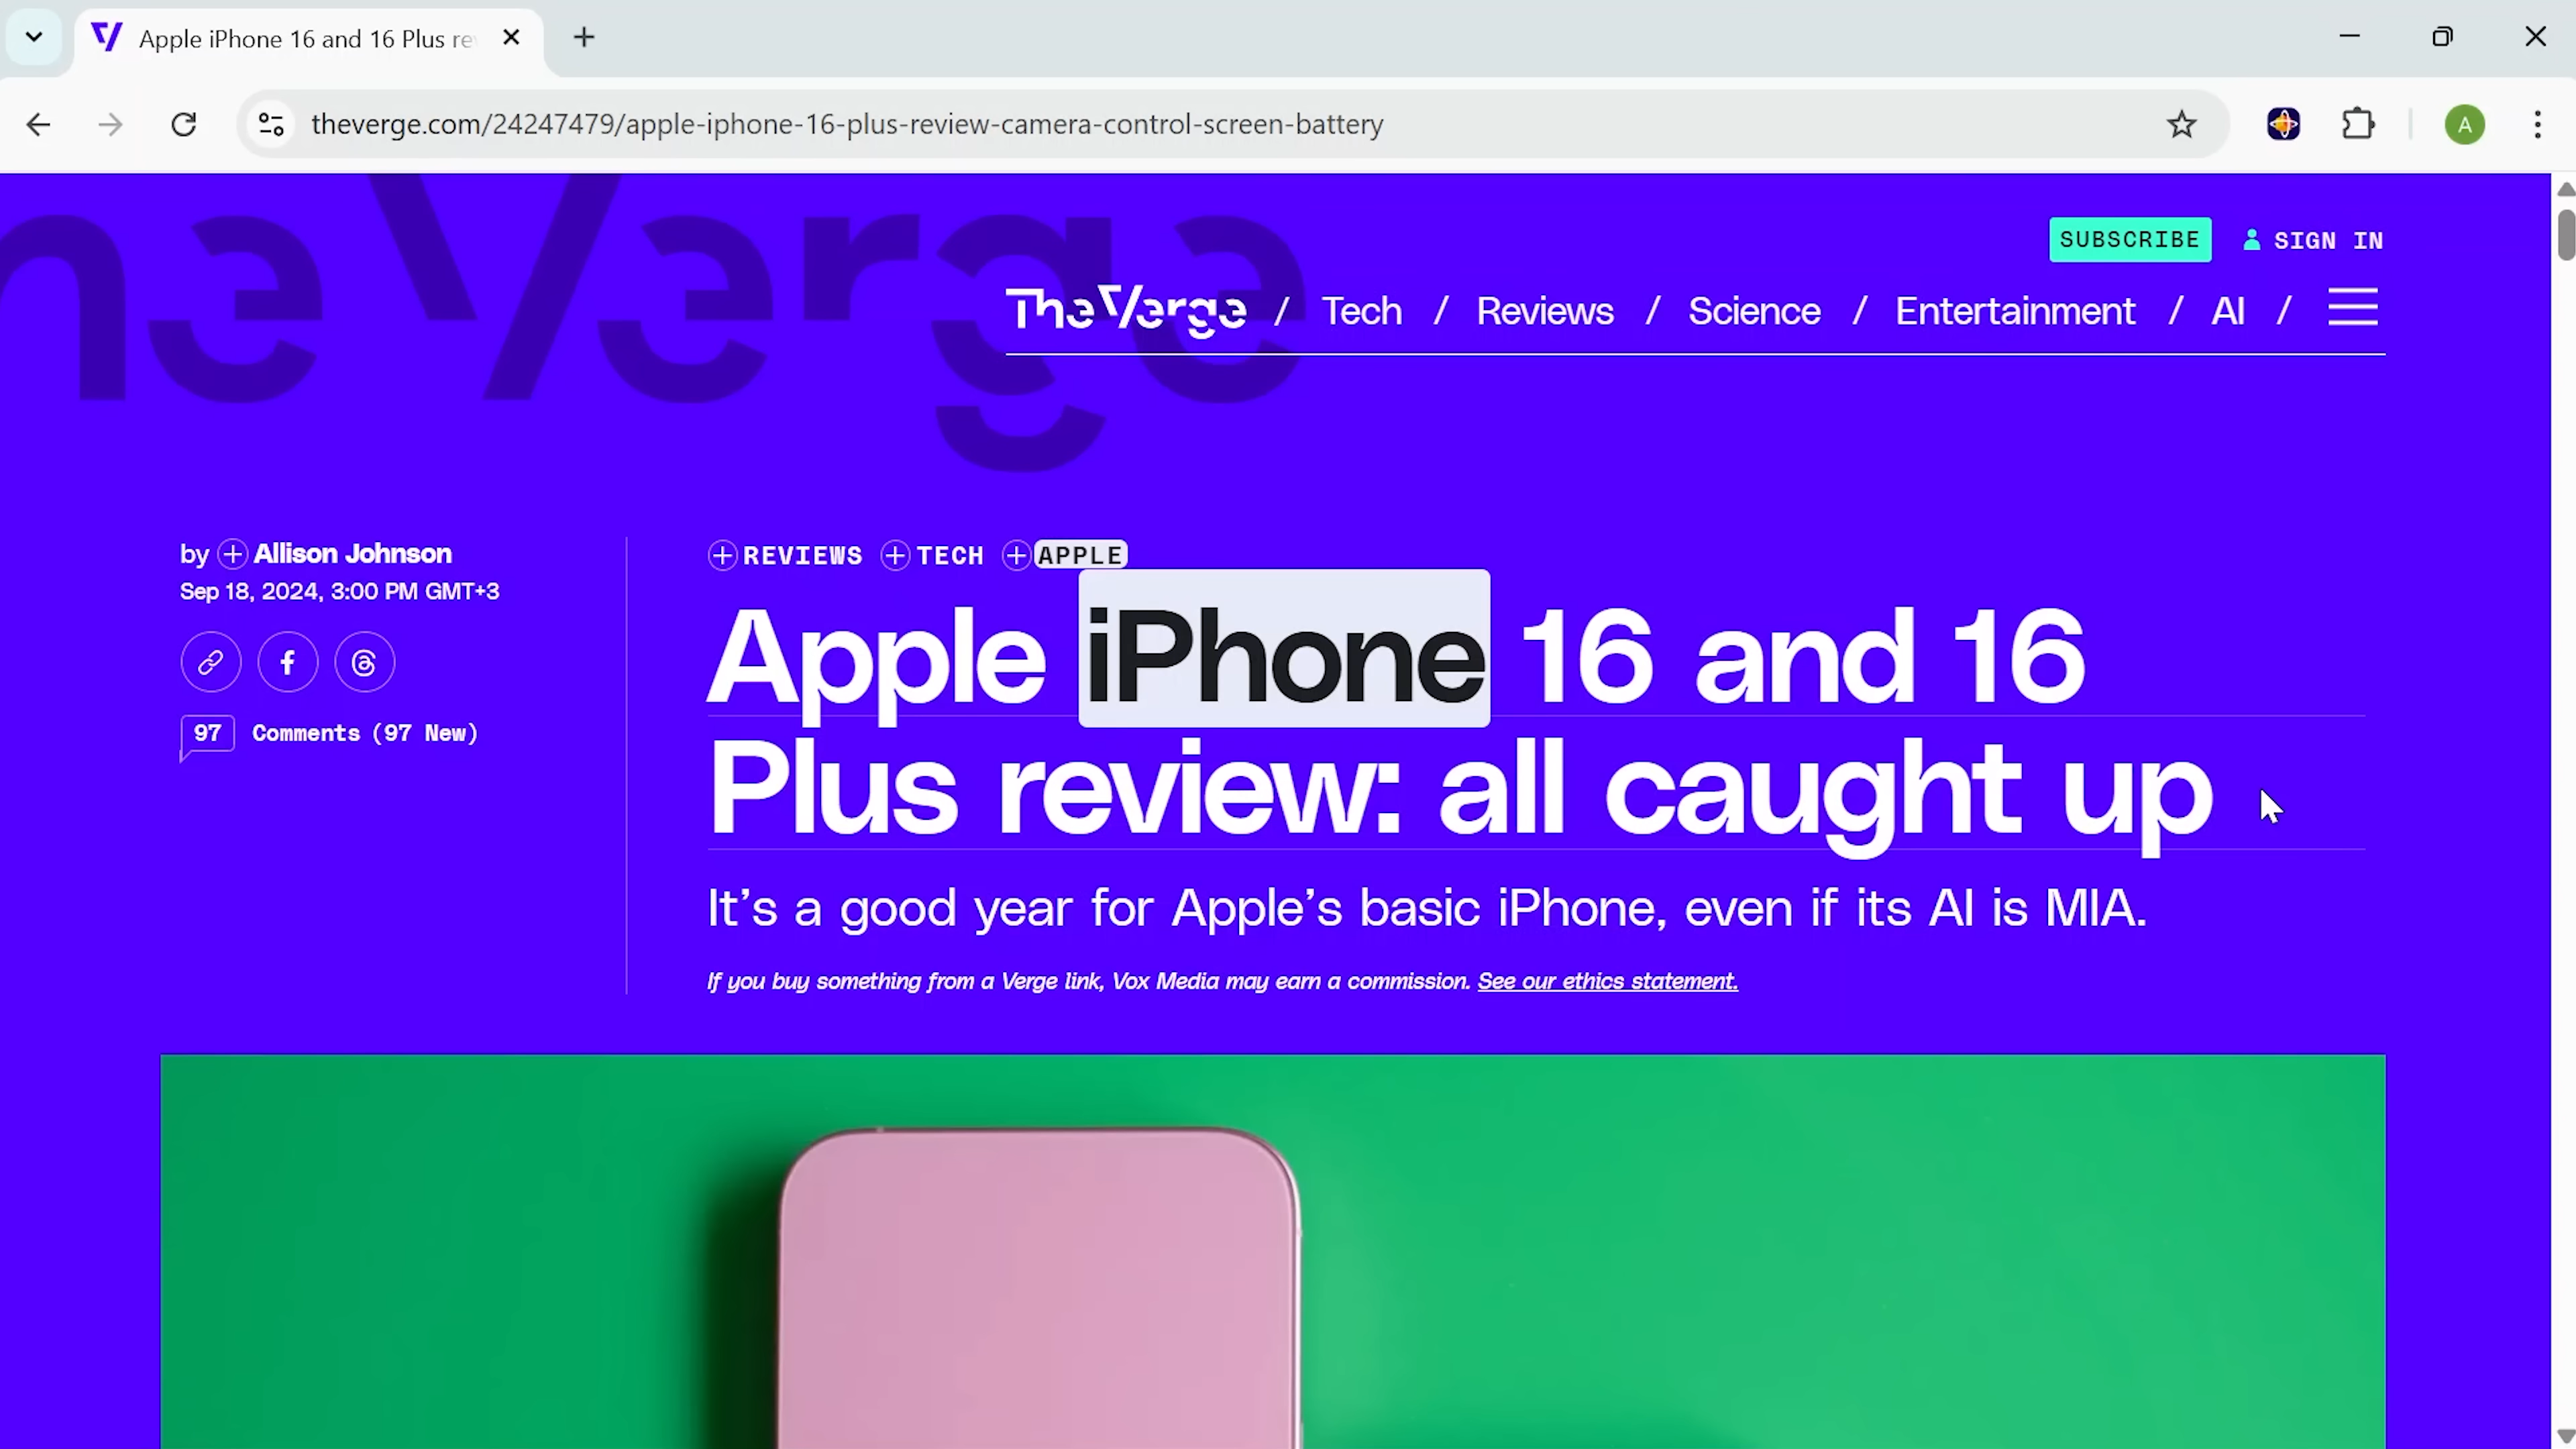 Apple iPhone 16 and 16 Plus re
theverge.com/24247479/apple-iphone-16-plus-review-camera-control-screen-battery
A
he Verge
SUBSCRIBE SIGN IN
The Verge / Tech / Reviews / Science / Entertainment / AI /
by Allison Johnson
Sep 18, 2024, 3:00 PM GMT+3
97 Comments (97 New)
REVIEWS TECH APPLE
Apple iPhone 16 and 16
Plus review: all caught up
It’s a good year for Apple’s basic iPhone, even if its AI is MIA.
If you buy something from a Verge link, Vox Media may earn a commission. See our ethics statement.